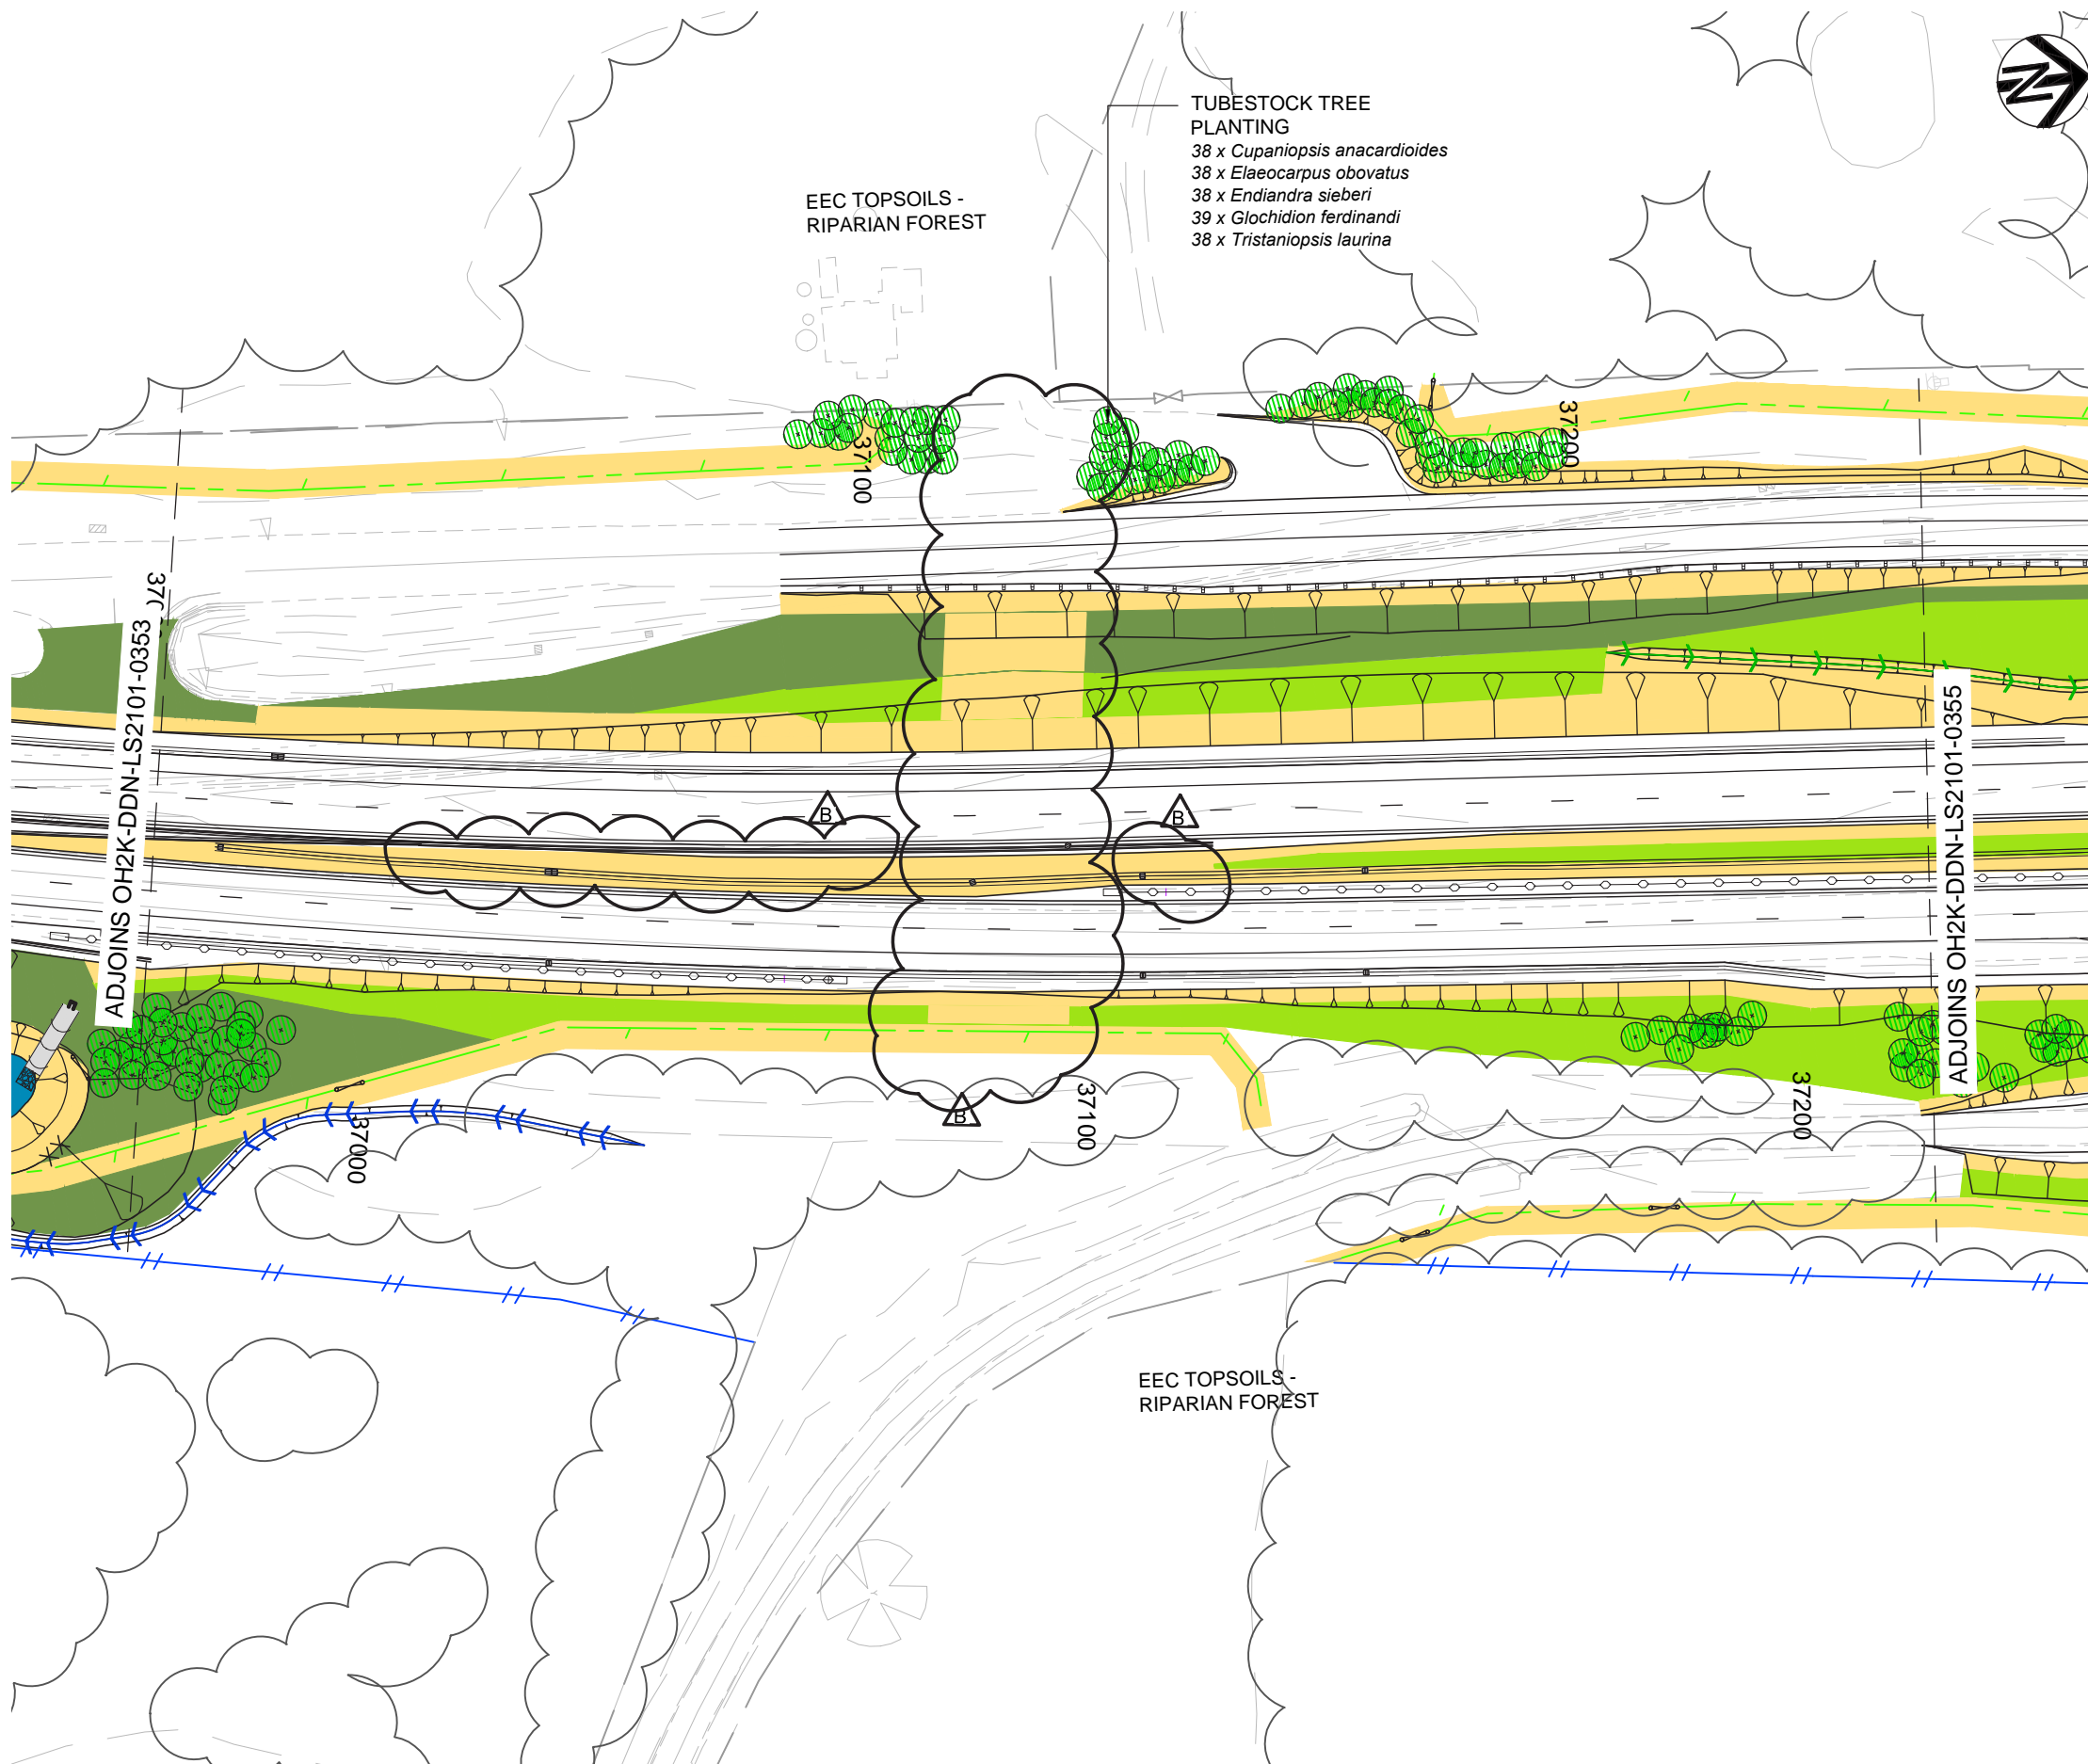 N
TUBESTOCK TREE
PLANTING
38 x Cupaniopsis anacardioides
38 x Elaeocarpus obovatus
38 x Endiandra sieberi
39 x Glochidion ferdinandi
38 x Tristaniopsis laurina
EEC TOPSOILS -
RIPARIAN FOREST
37100
37200
ADJOINS OH2K-DDN-LS2101-0353
ADJOINS OH2K-DDN-LS2101-0355
B
B
B
37000
37100
37200
EEC TOPSOILS -
RIPARIAN FOREST